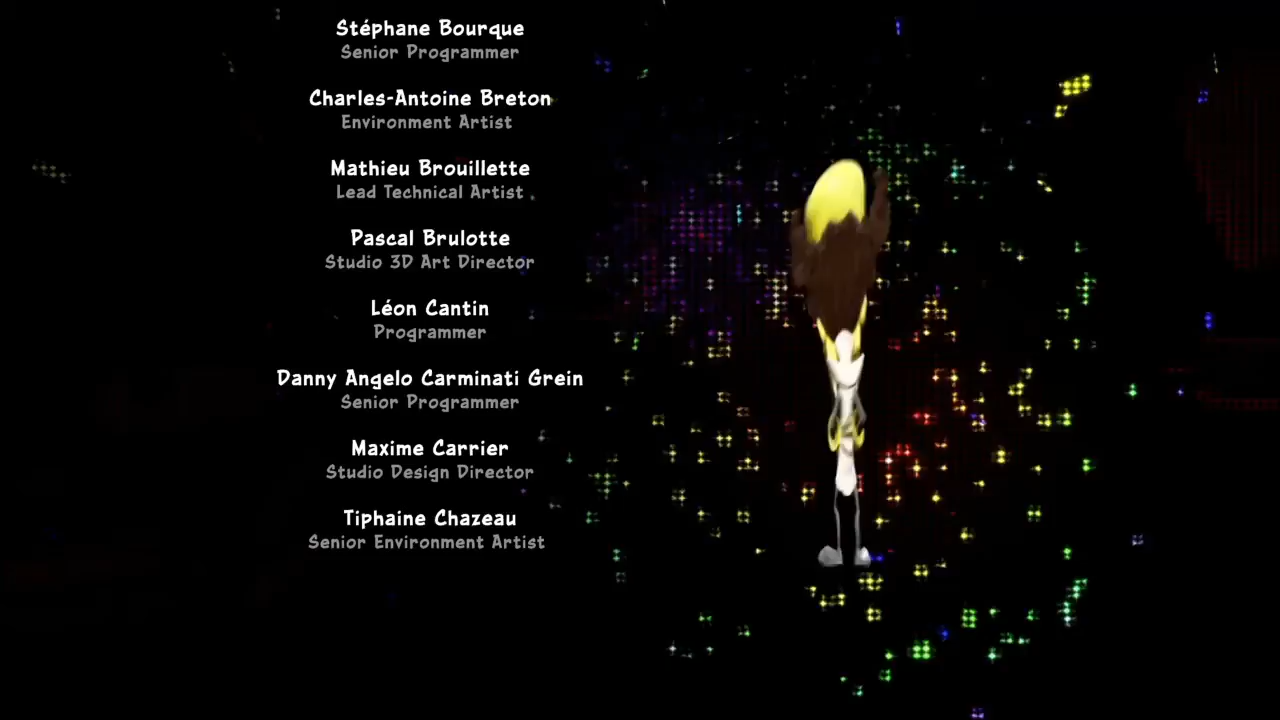 Stéphane Bourque
Senior Programmer
Charles-Antoine Breton
Environment Artist
Mathieu Brouillette
Lead Technical Artist
Pascal Brulotte
Studio 3D Art Director
Léon Cantin
Programmer
Danny Angelo Carminati Grein
Senior Programmer
Maxime Carrier
Studio Design Director
Tiphaine Chazeau
Senior Environment Artist